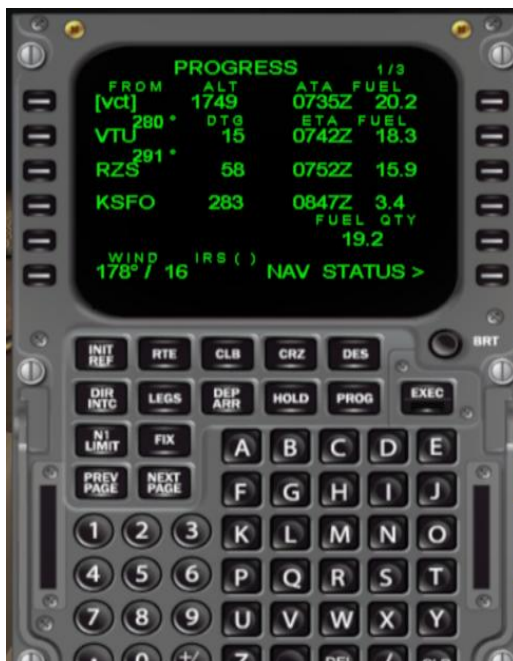 PROGRESS 1/3
FROM ALT ATA FUEL
[vct] 1749 0735Z 20.2
280° DTG ETA FUEL
VTU 15 0742Z 18.3
291°
RZS 58 0752Z 15.9
KSFO 283 0847Z 3.4
FUEL QTY
19.2
WIND IRS ( )
178° / 16 NAV STATUS >
BRT
INIT REF RTE CLB CRZ DES
DIR INTC LEGS DEP ARR HOLD PROG EXEC
N1 LIMIT FIX
A B C D E
PREV PAGE NEXT PAGE
F G H I J
1 2 3 K L M N O
4 5 6 P Q R S T
7 8 9 U V W X Y
. 0 +/- Z DEL /